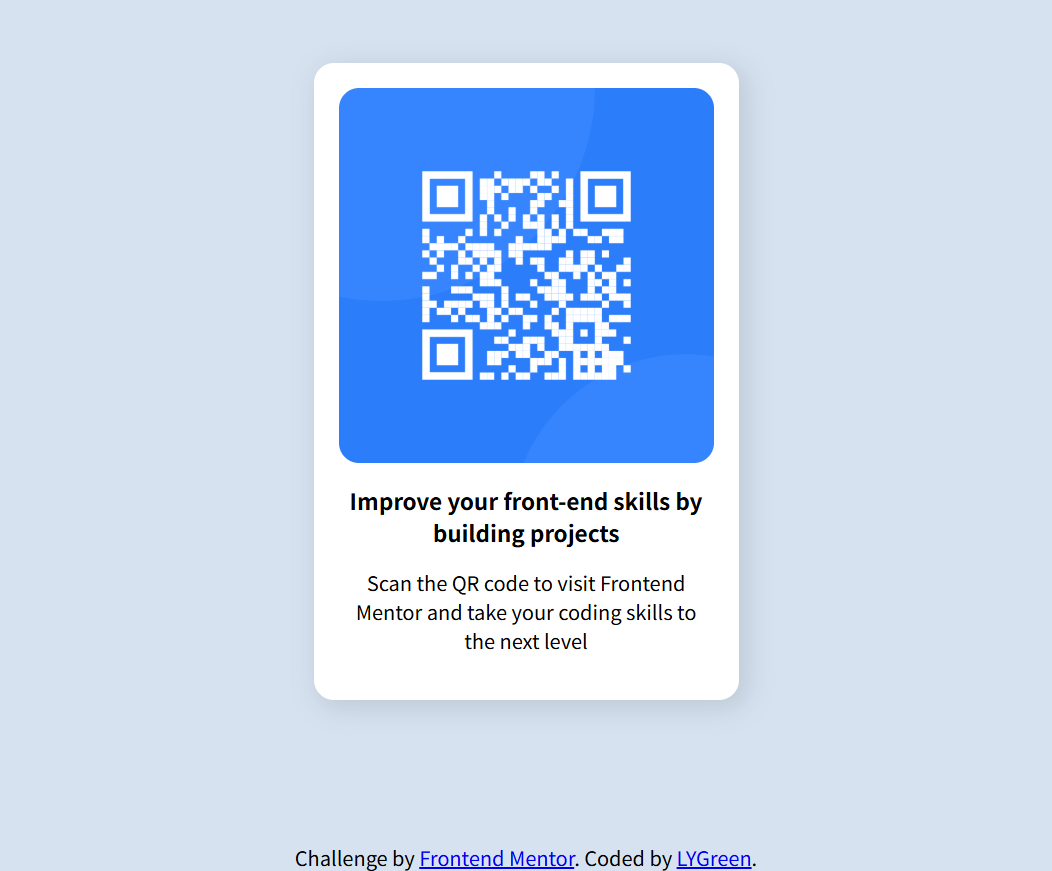 Improve your front-end skills by
building projects
Scan the QR code to visit Frontend
Mentor and take your coding skills to
the next level
Challenge by Frontend Mentor. Coded by LYGreen.